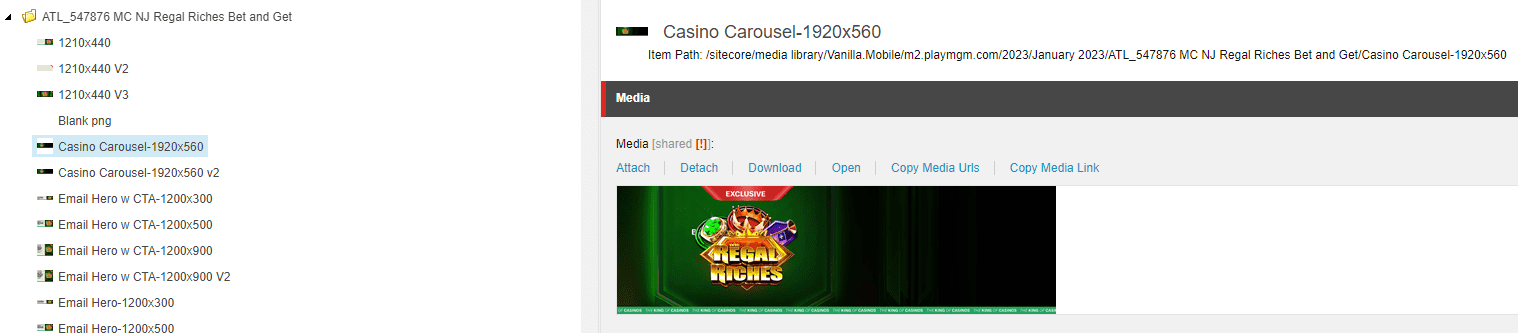 ATL_547876 MC NJ Regal Riches Bet and Get
1210x440
1210x440 V2
1210x440 V3
Blank png
Casino Carousel-1920x560
Casino Carousel-1920x560 v2
Email Hero w CTA-1200x300
Email Hero w CTA-1200x500
Email Hero w CTA-1200x900
Email Hero w CTA-1200x900 V2
Email Hero-1200x300
Email Hero-1200x500
Casino Carousel-1920x560
Item Path: /sitecore/media library/Vanilla.Mobile/m2.playmgm.com/2023/January 2023/ATL_547876 MC NJ Regal Riches Bet and Get/Casino Carousel-1920x560
Media
Media [shared [!]]:
Attach Detach Download Open Copy Media Urls Copy Media Link
EXCLUSIVE
REGAL
RICHES
OF CASINOS THE KING OF CASINOS THE KING OF CASINOS THE KING OF CASINOS THE KING OF CASINOS THE KING OF CASINOS THE KING OF CASINOS